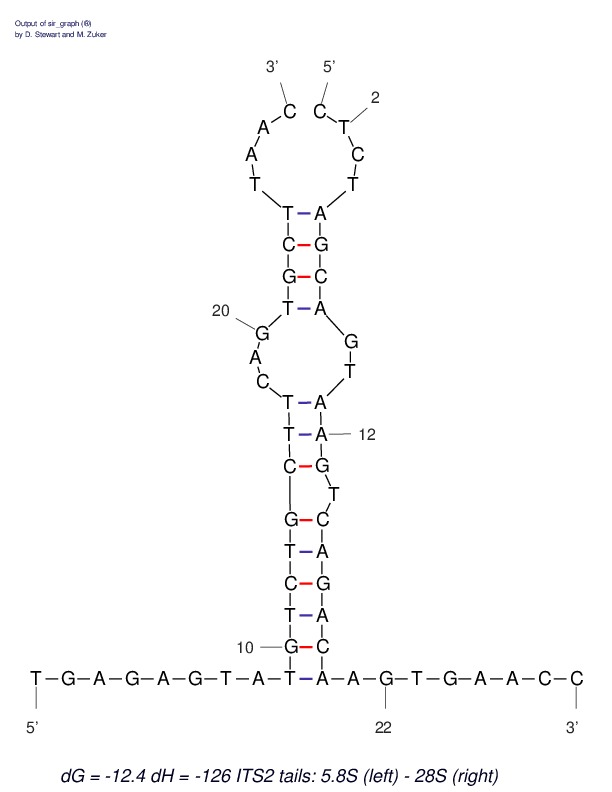 Output of sir_graph (®)
by D. Stewart and M. Zuker
3’ 5’
2
C C
A T
A C
T T
T A
C G
G C
T A
20
G G
A T
C
T A
T A 12
C G
T
G C
T A
C G
T A
10 G C
T G A G A G T A T A A G T G A A C C
5’ 22 3’
dG = -12.4 dH = -126 ITS2 tails: 5.8S (left) - 28S (right)